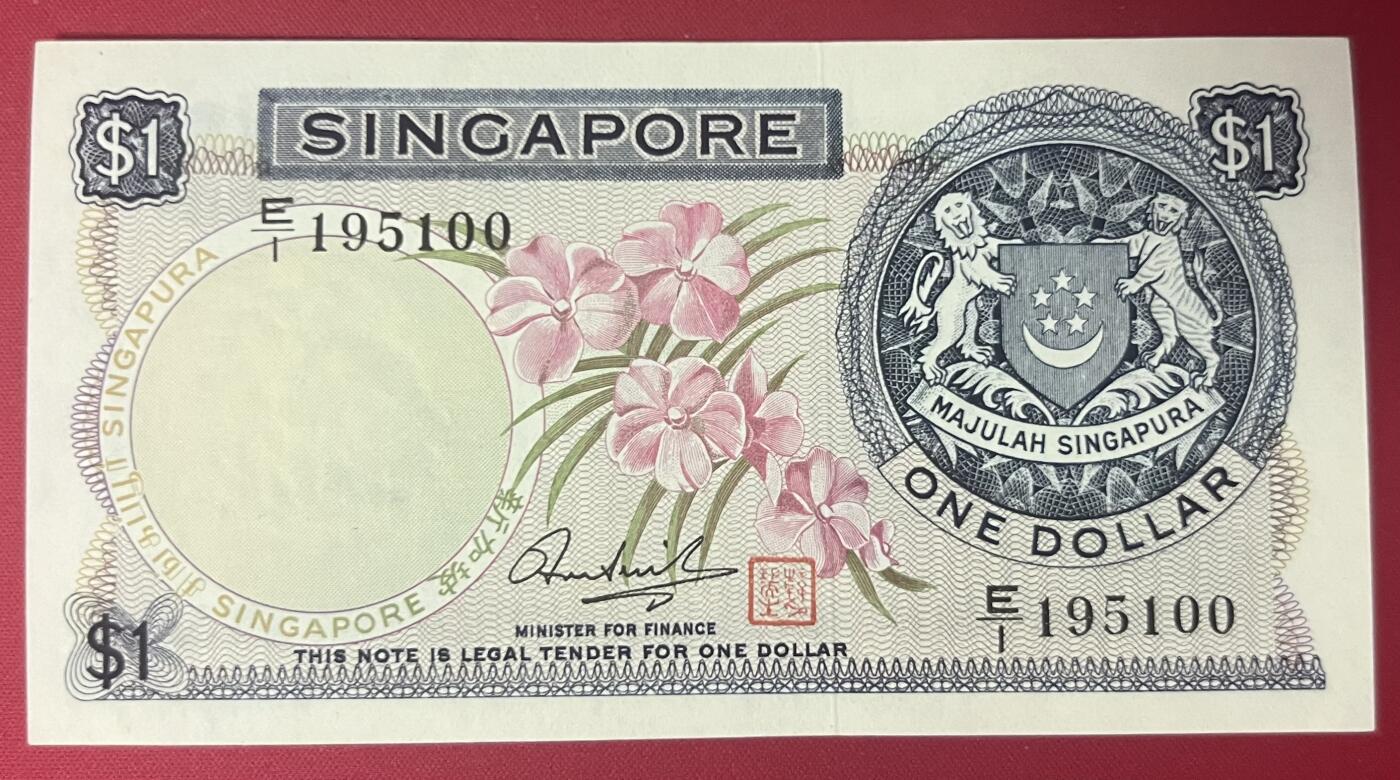 $1
SINGAPORE
$1
E/1 195100
SINGAPURA
சிங்கப்பூர்
SINGAPORE
新加坡
MAJULAH SINGAPURA
ONE DOLLAR
E/1 195100
MINISTER FOR FINANCE
THIS NOTE IS LEGAL TENDER FOR ONE DOLLAR
$1